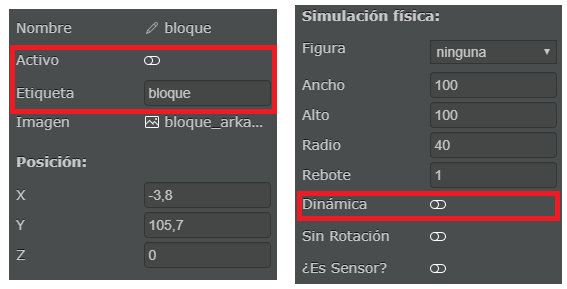 Nombre bloque
Activo
Etiqueta bloque
Imagen bloque_arka...
Posición:
X -3,8
Y 105,7
Z 0
Simulación física:
Figura ninguna
Ancho 100
Alto 100
Radio 40
Rebote 1
Dinámica
Sin Rotación
¿Es Sensor?